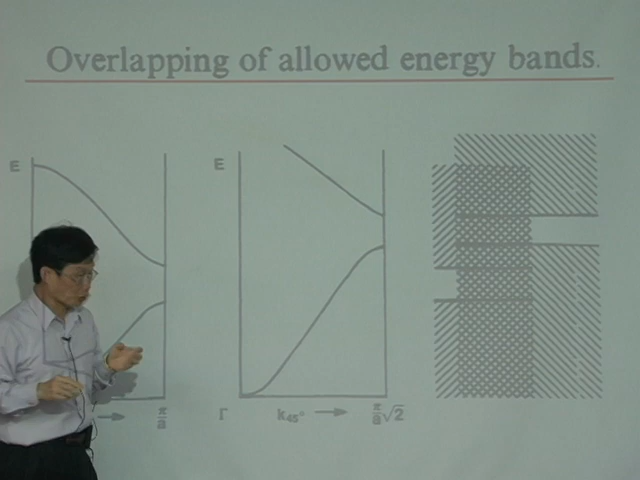 Overlapping of allowed energy bands.
E
E
π/a
Γ
k45° →
π/a √2